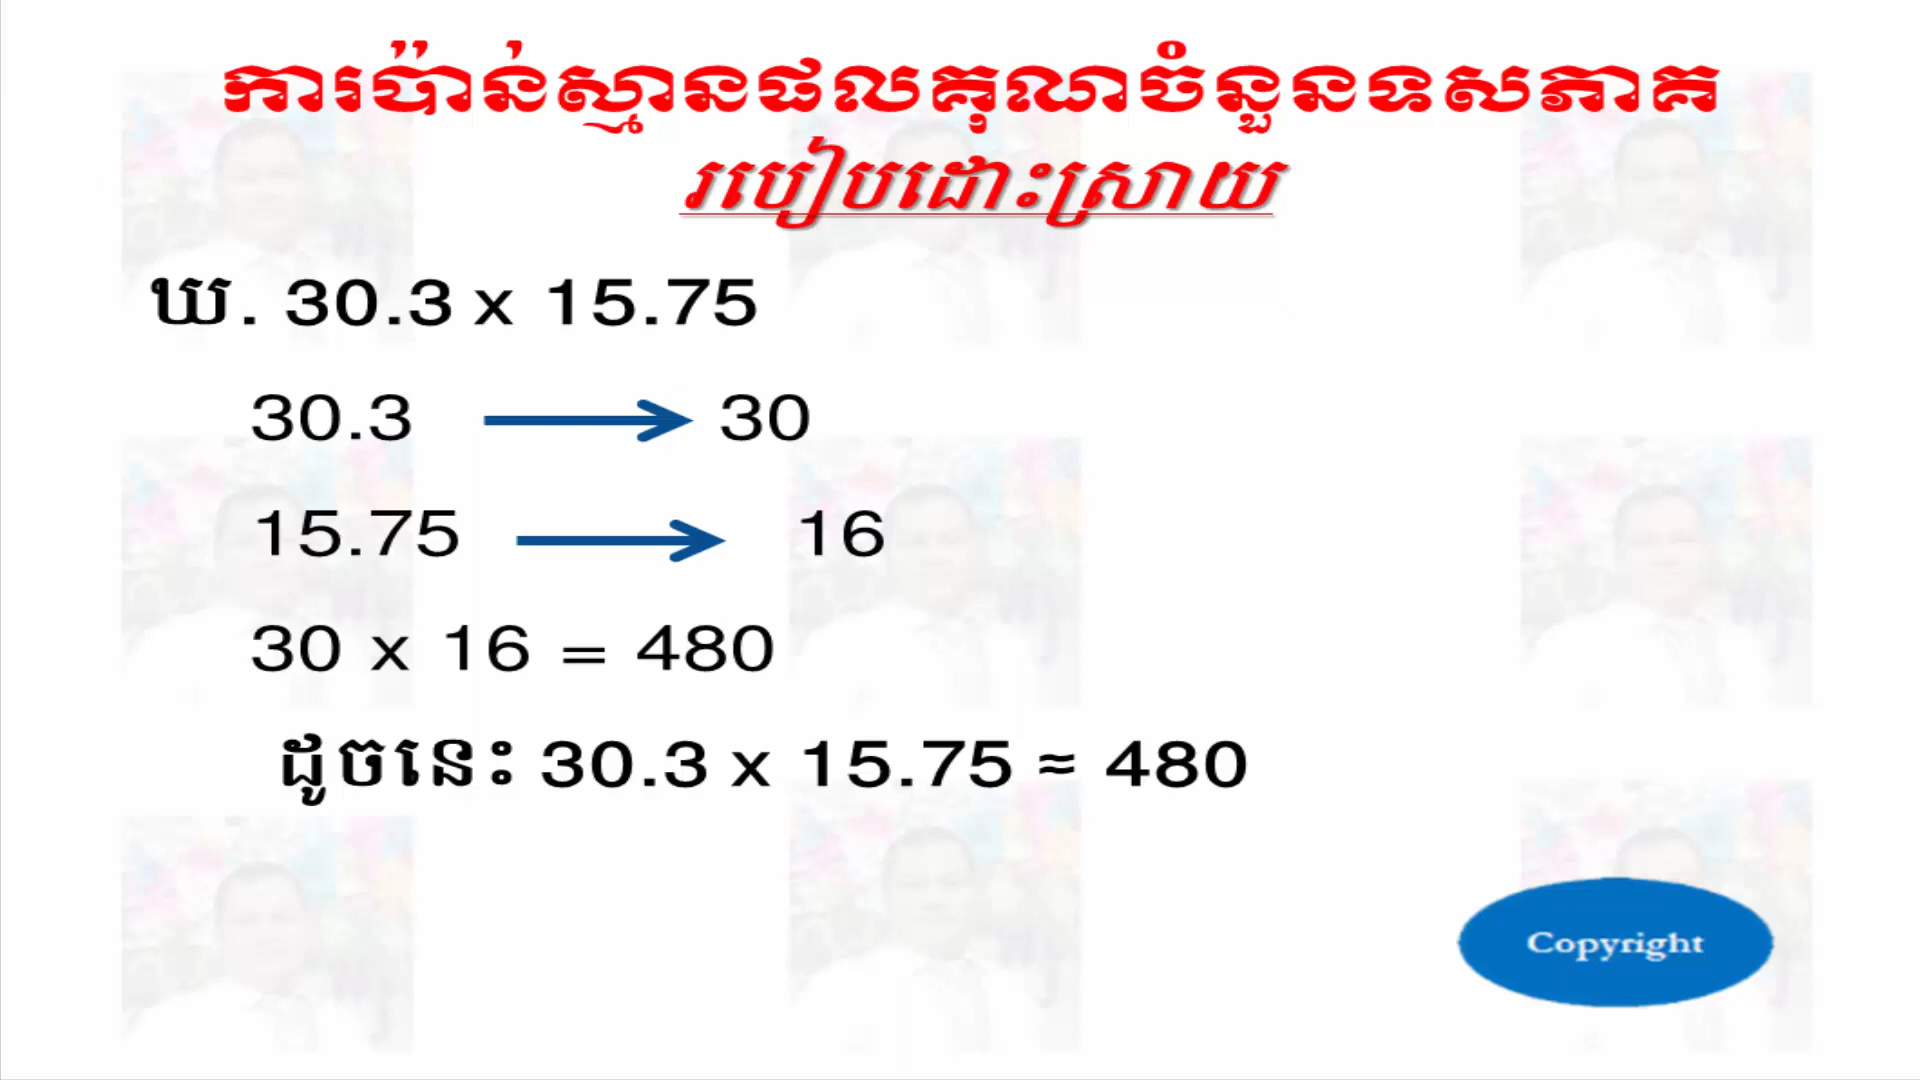 ការប៉ាន់ស្មានផលគុណចំនួនទសភាគ
របៀបដោះស្រាយ
ឃ. 30.3 x 15.75
30.3 → 30
15.75 → 16
30 x 16 = 480
ដូចនេះ 30.3 x 15.75 ≈ 480
Copyright